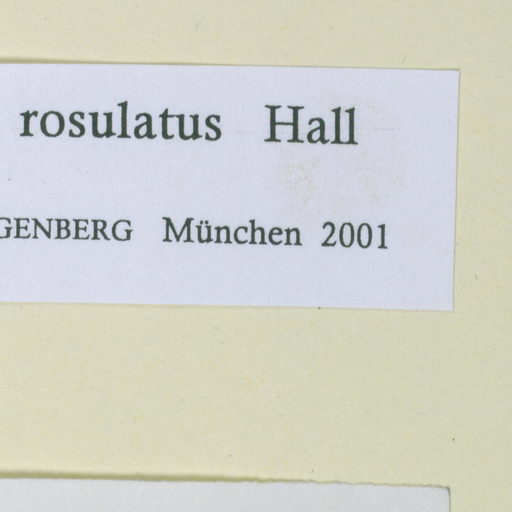 rosulatus Hall
GENBERG München 2001